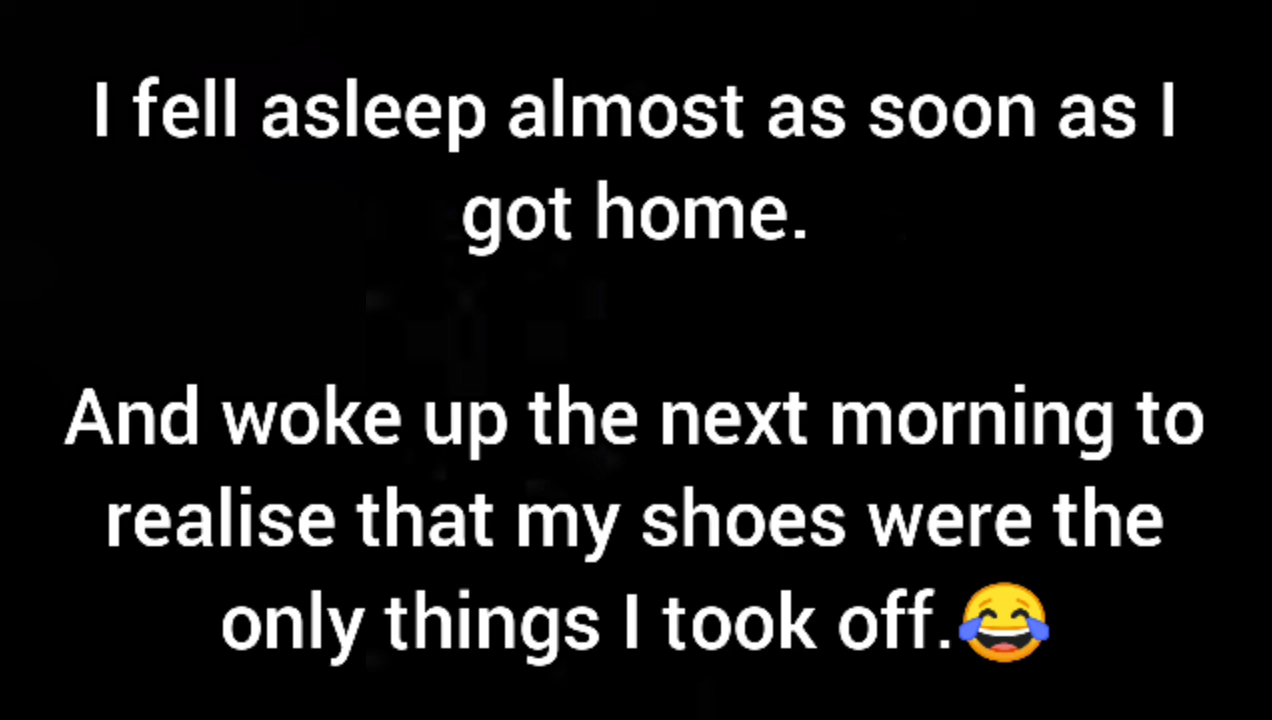 I fell asleep almost as soon as I
got home.
And woke up the next morning to
realise that my shoes were the
only things I took off.😂